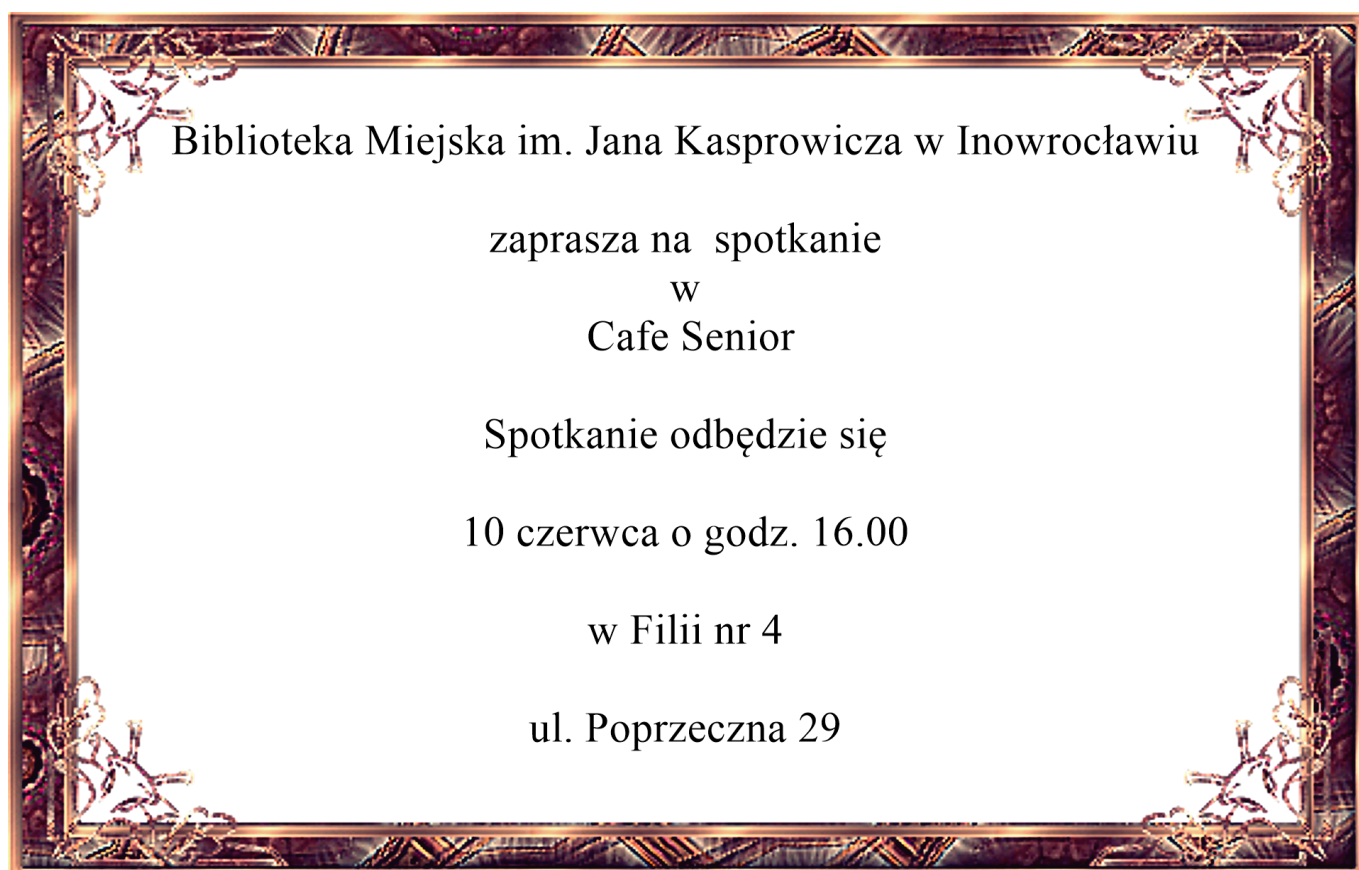 Biblioteka Miejska im. Jana Kasprowicza w Inowrocławiu
zaprasza na  spotkanie
w
Cafe Senior
Spotkanie odbędzie się
10 czerwca o godz. 16.00
w Filii nr 4
ul. Poprzeczna 29